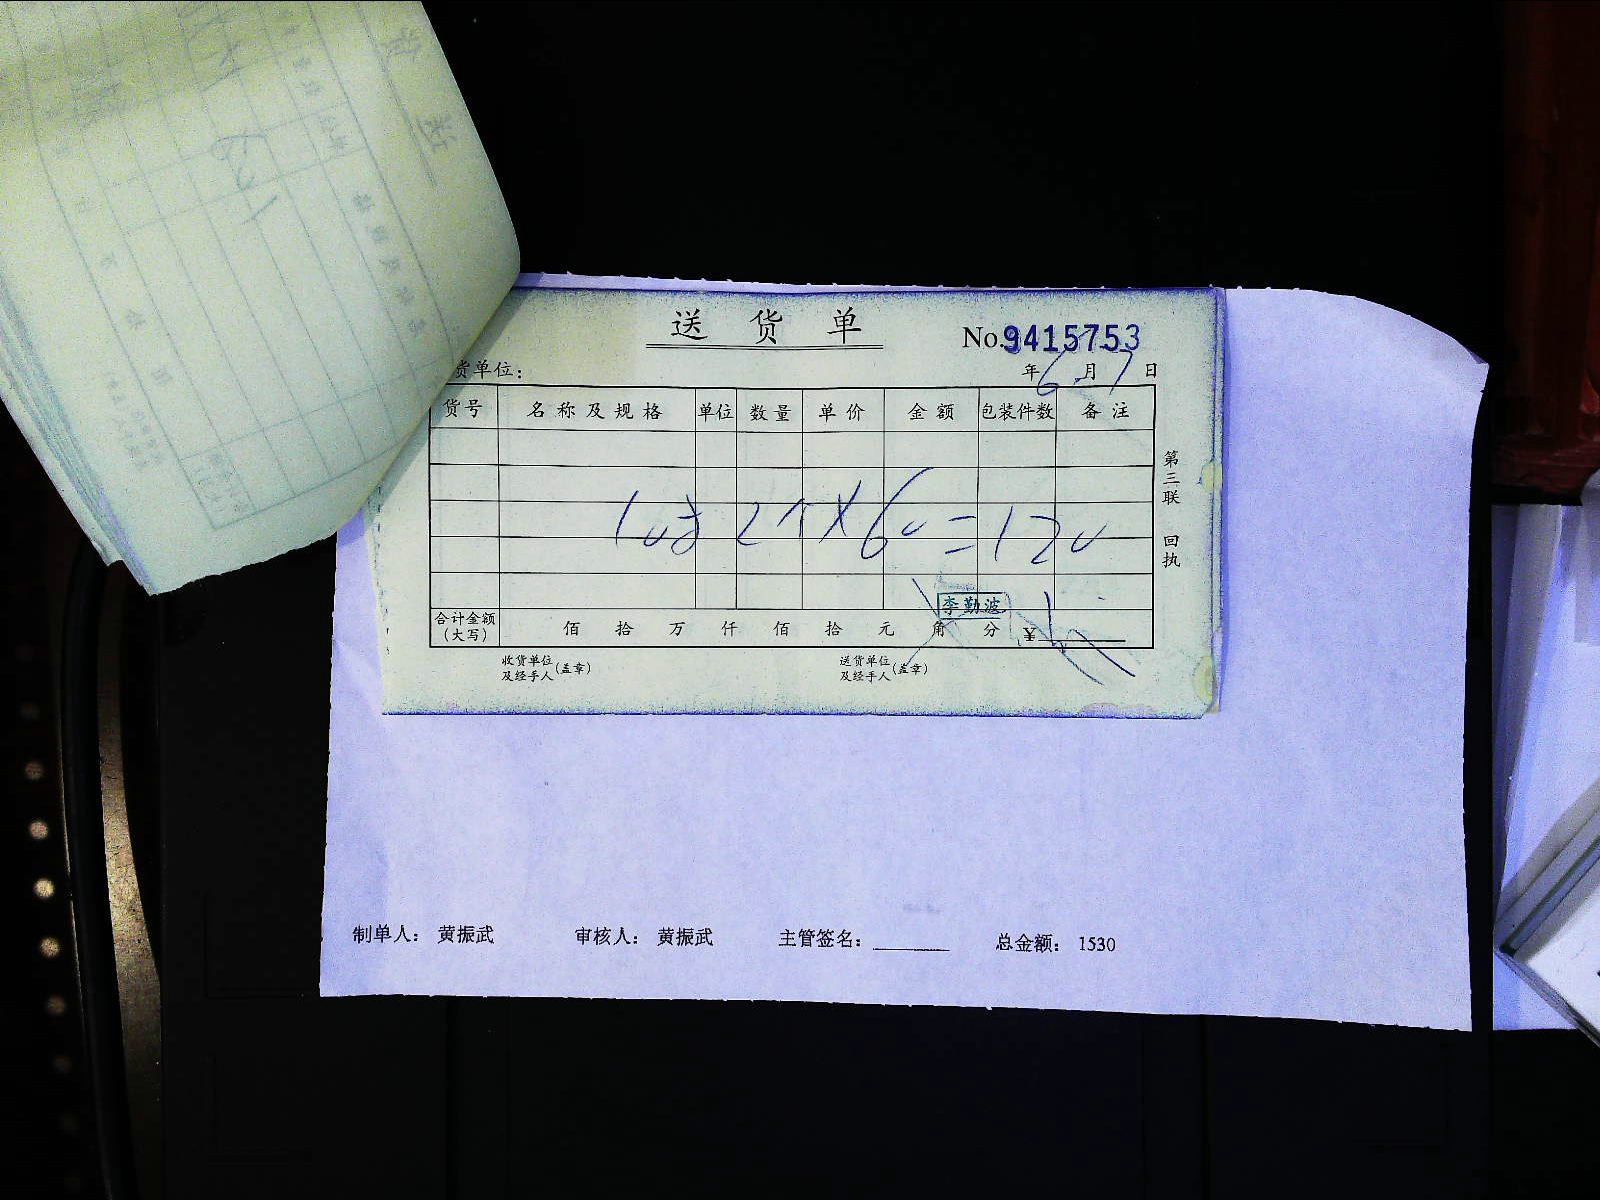 送货单
No.9415753
货单位：
年6月7日
货号 名称及规格 单位 数量 单价 金额 包装件数 备注
2个×60=120
第三联 回执
李勤波
合计金额（大写） 佰 拾 万 仟 佰 拾 元 角 分 ¥
收货单位及经手人（盖章） 送货单位及经手人（盖章）
制单人： 黄振武 审核人： 黄振武 主管签名： 总金额： 1530